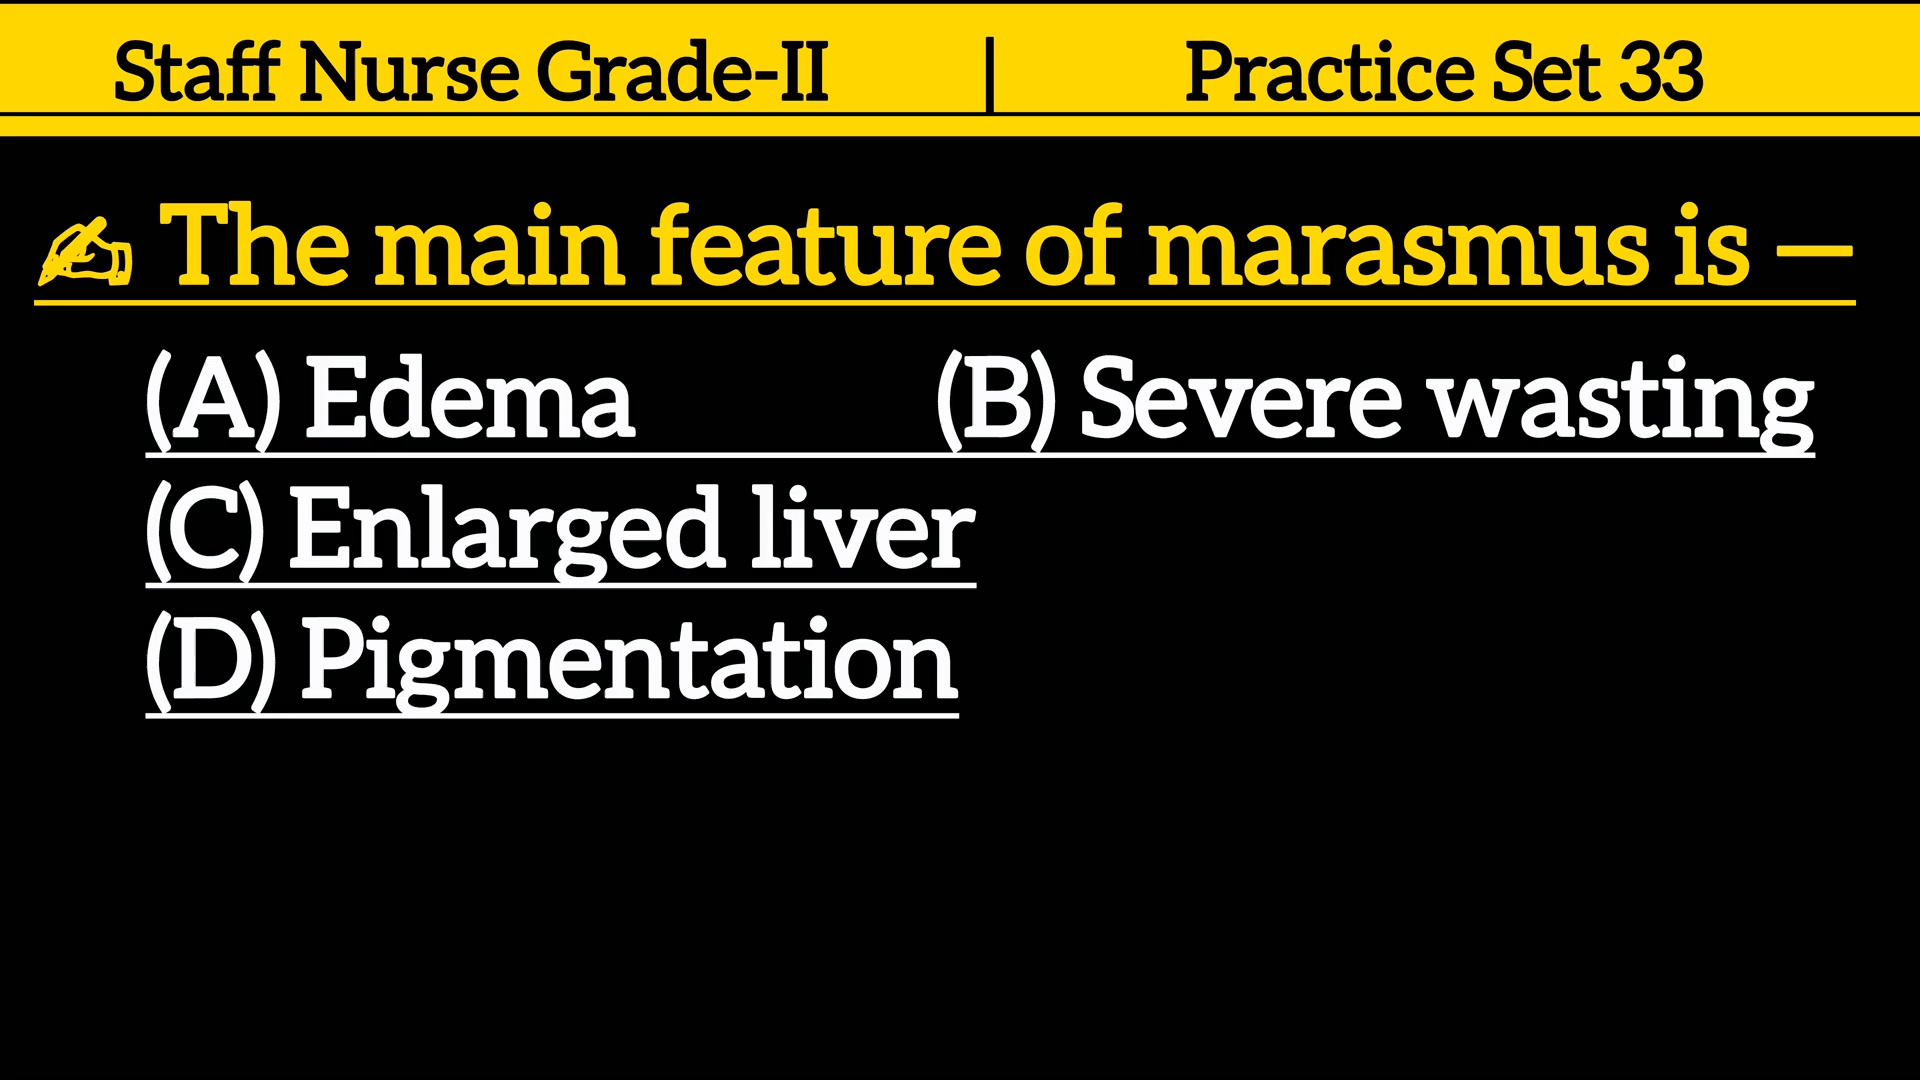 Staff Nurse Grade-II | Practice Set 33
✍ The main feature of marasmus is —
(A) Edema (B) Severe wasting
(C) Enlarged liver
(D) Pigmentation